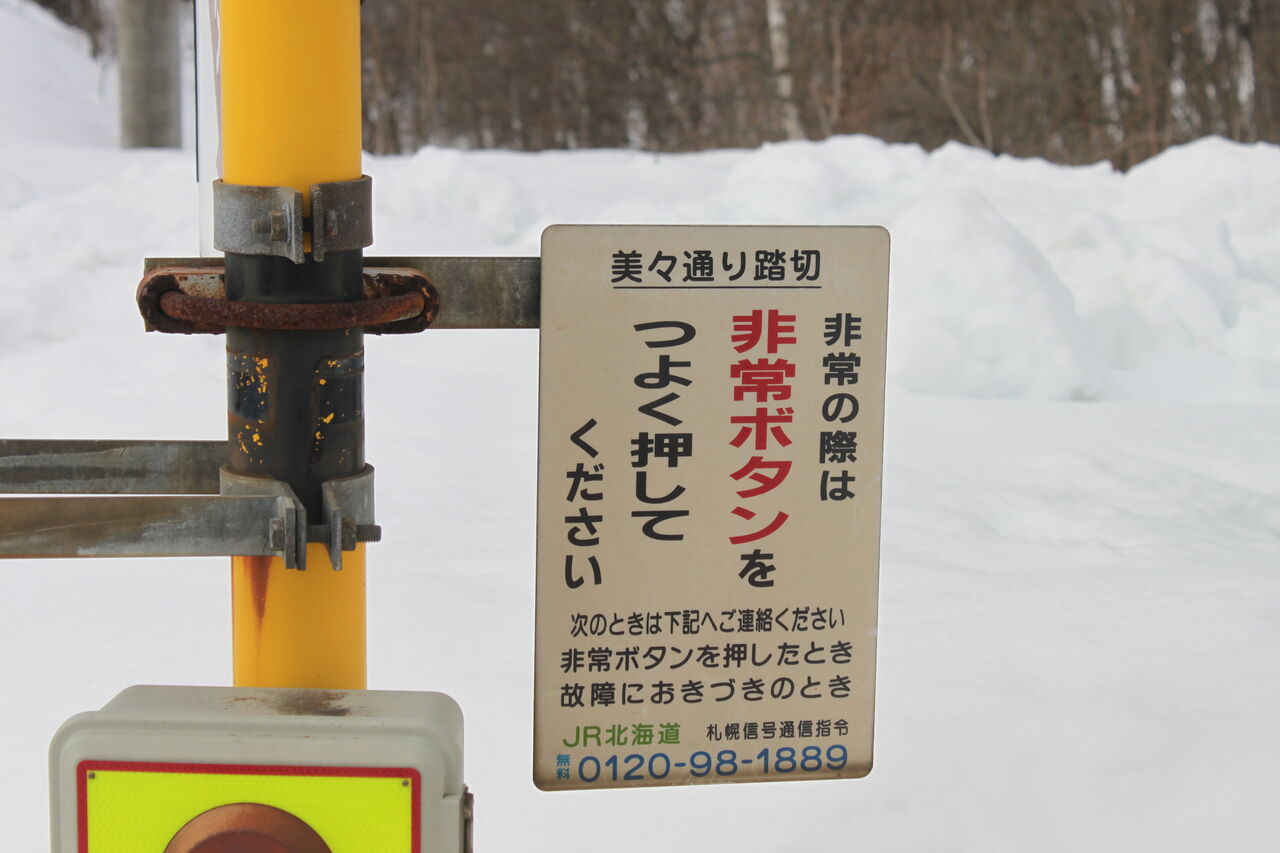 美々通り踏切
非常の際は
非常ボタンを
つよく押して
ください
次のときは下記へご連絡ください
非常ボタンを押したとき
故障におきづきのとき
JR北海道 札幌信号通信指令
無料 0120-98-1889